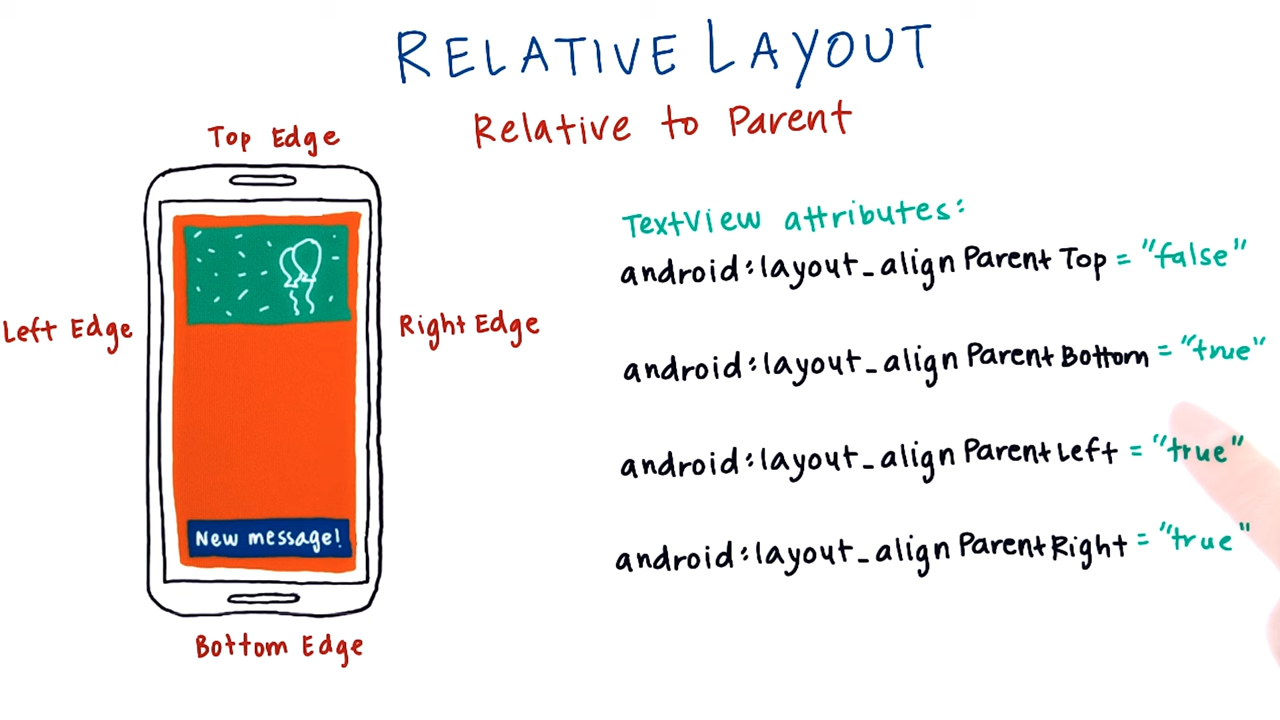 RELATIVE LAYOUT
Relative to Parent
Top Edge
Left Edge
Right Edge
New message!
Bottom Edge
TextView attributes:
android:layout_alignParentTop = "false"
android:layout_alignParentBottom = "true"
android:layout_alignParentLeft = "true"
android:layout_alignParentRight = "true"